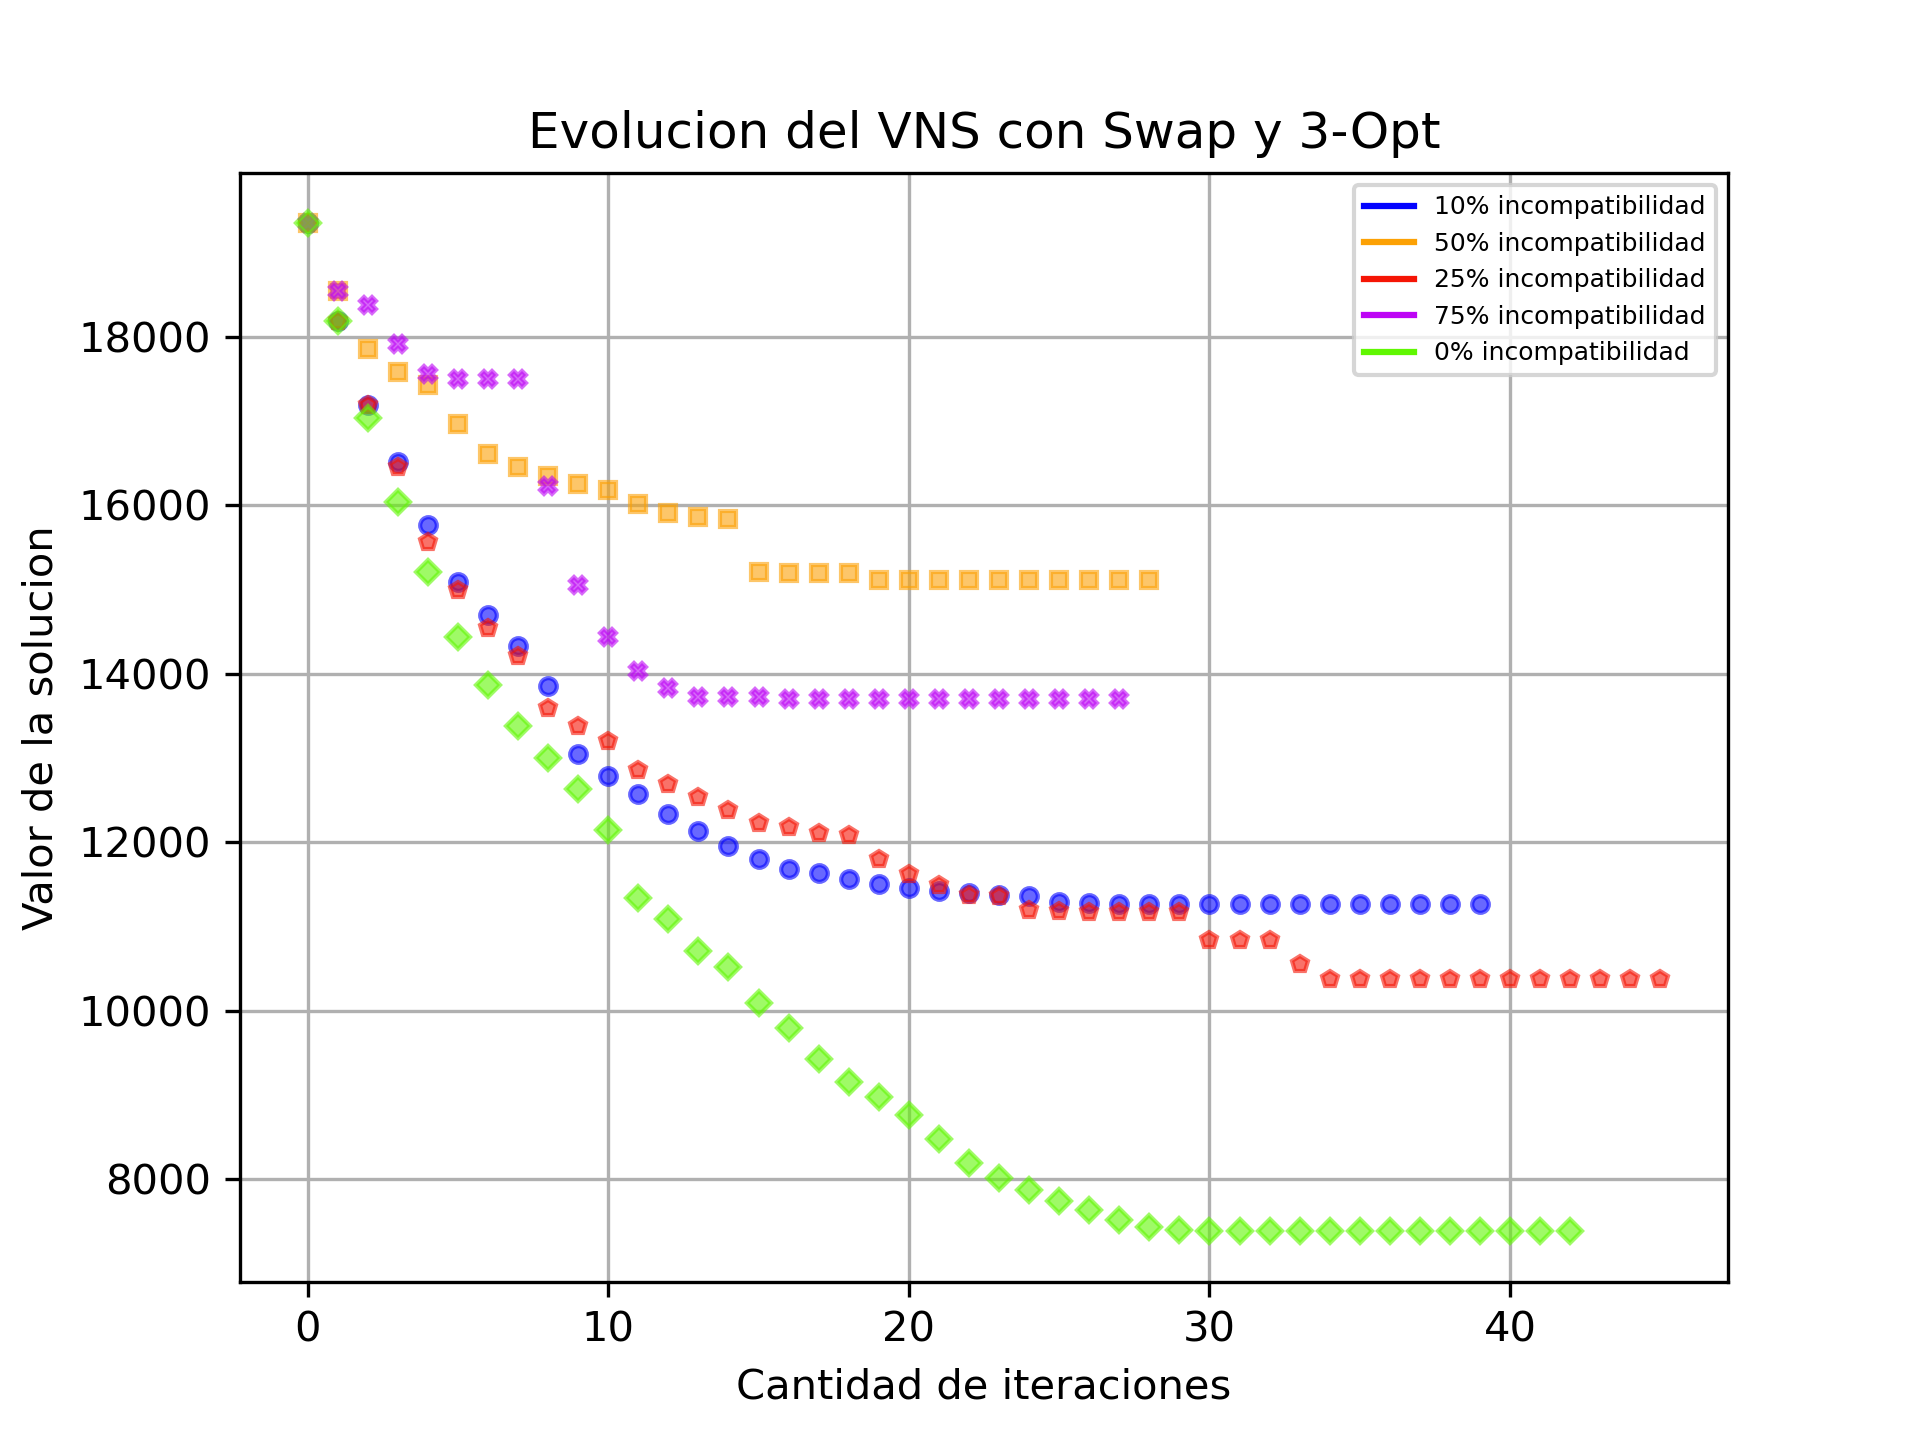 Evolucion del VNS con Swap y 3-Opt
10% incompatibilidad
50% incompatibilidad
25% incompatibilidad
75% incompatibilidad
0% incompatibilidad
Valor de la solucion
18000
16000
14000
12000
10000
8000
0 10 20 30 40
Cantidad de iteraciones